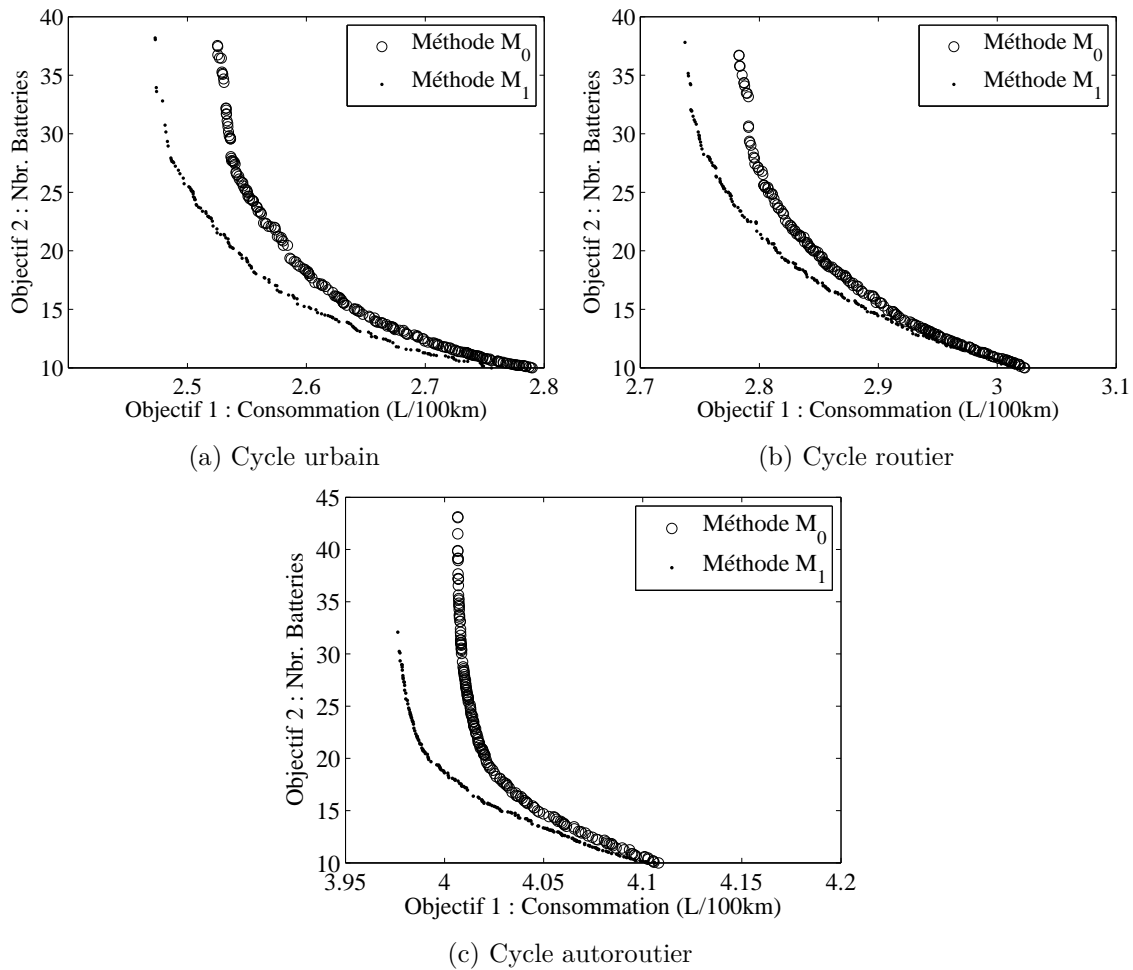 40
35
30
25
20
15
10
Objectif 2 : Nbr. Batteries
Méthode M0
Méthode M1
2.5 2.6 2.7 2.8
Objectif 1 : Consommation (L/100km)
(a) Cycle urbain
40
35
30
25
20
15
10
Objectif 2 : Nbr. Batteries
Méthode M0
Méthode M1
2.7 2.8 2.9 3 3.1
Objectif 1 : Consommation (L/100km)
(b) Cycle routier
45
40
35
30
25
20
15
10
Objectif 2 : Nbr. Batteries
Méthode M0
Méthode M1
3.95 4 4.05 4.1 4.15 4.2
Objectif 1 : Consommation (L/100km)
(c) Cycle autoroutier